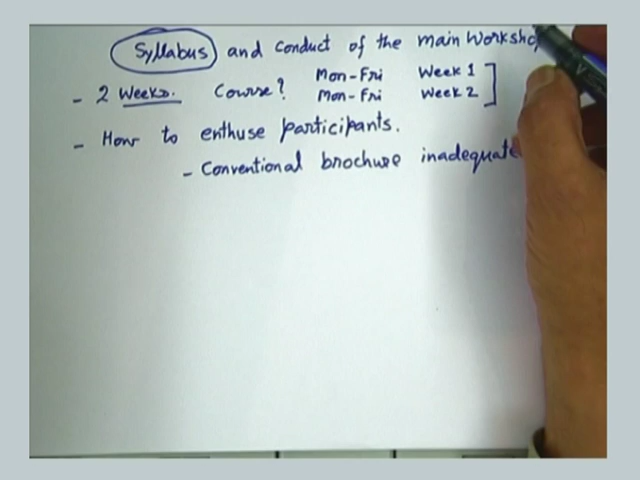 Syllabus and conduct of the main Workshop
- 2 Weeks. Course? Mon-Fri Week 1
Mon-Fri Week 2
- How to enthuse participants.
- Conventional brochure inadequate